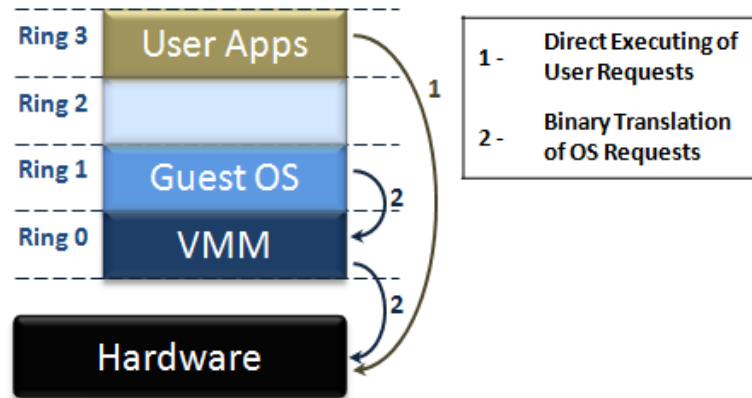 Ring 3
User Apps
Ring 2
Ring 1
Guest OS
Ring 0
VMM
Hardware
1
2
2
1 - Direct Executing of
User Requests
2 - Binary Translation
of OS Requests